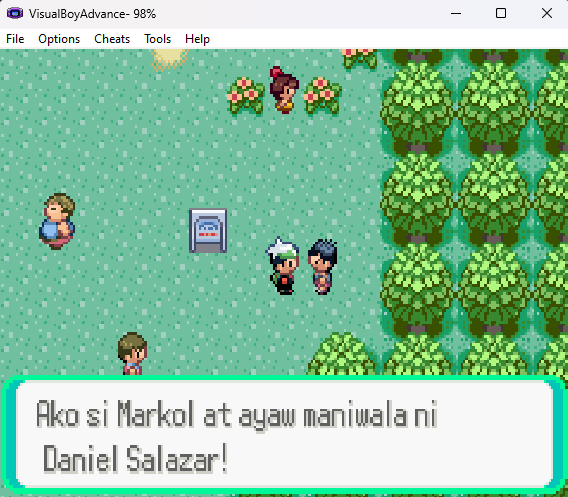 VisualBoyAdvance- 98%
File Options Cheats Tools Help
Ako si Markol at ayaw maniwala ni
Daniel Salazar!